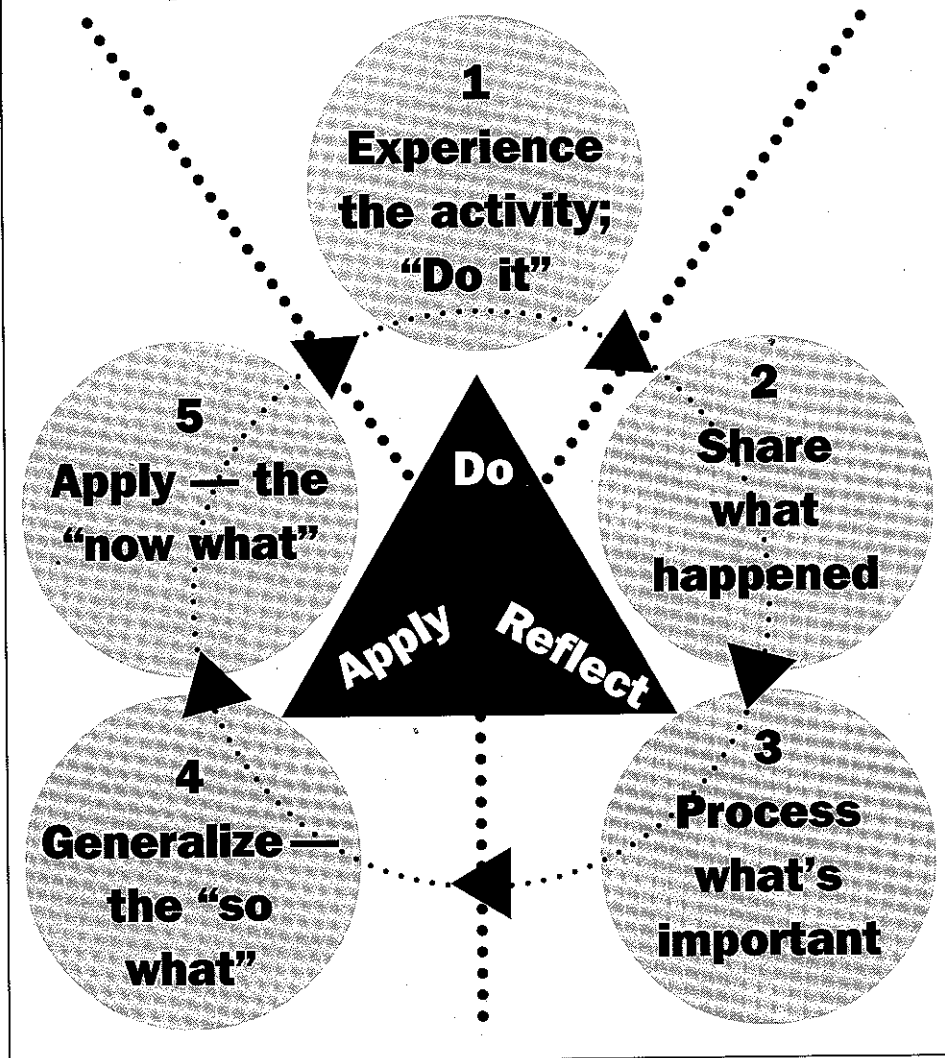 1
Experience
the activity;
“Do it”
2
Share
what
happened
3
Process
what's
important
4
Generalize —
the “so
what”
5
Apply — the
“now what”
Do
Reflect
Apply